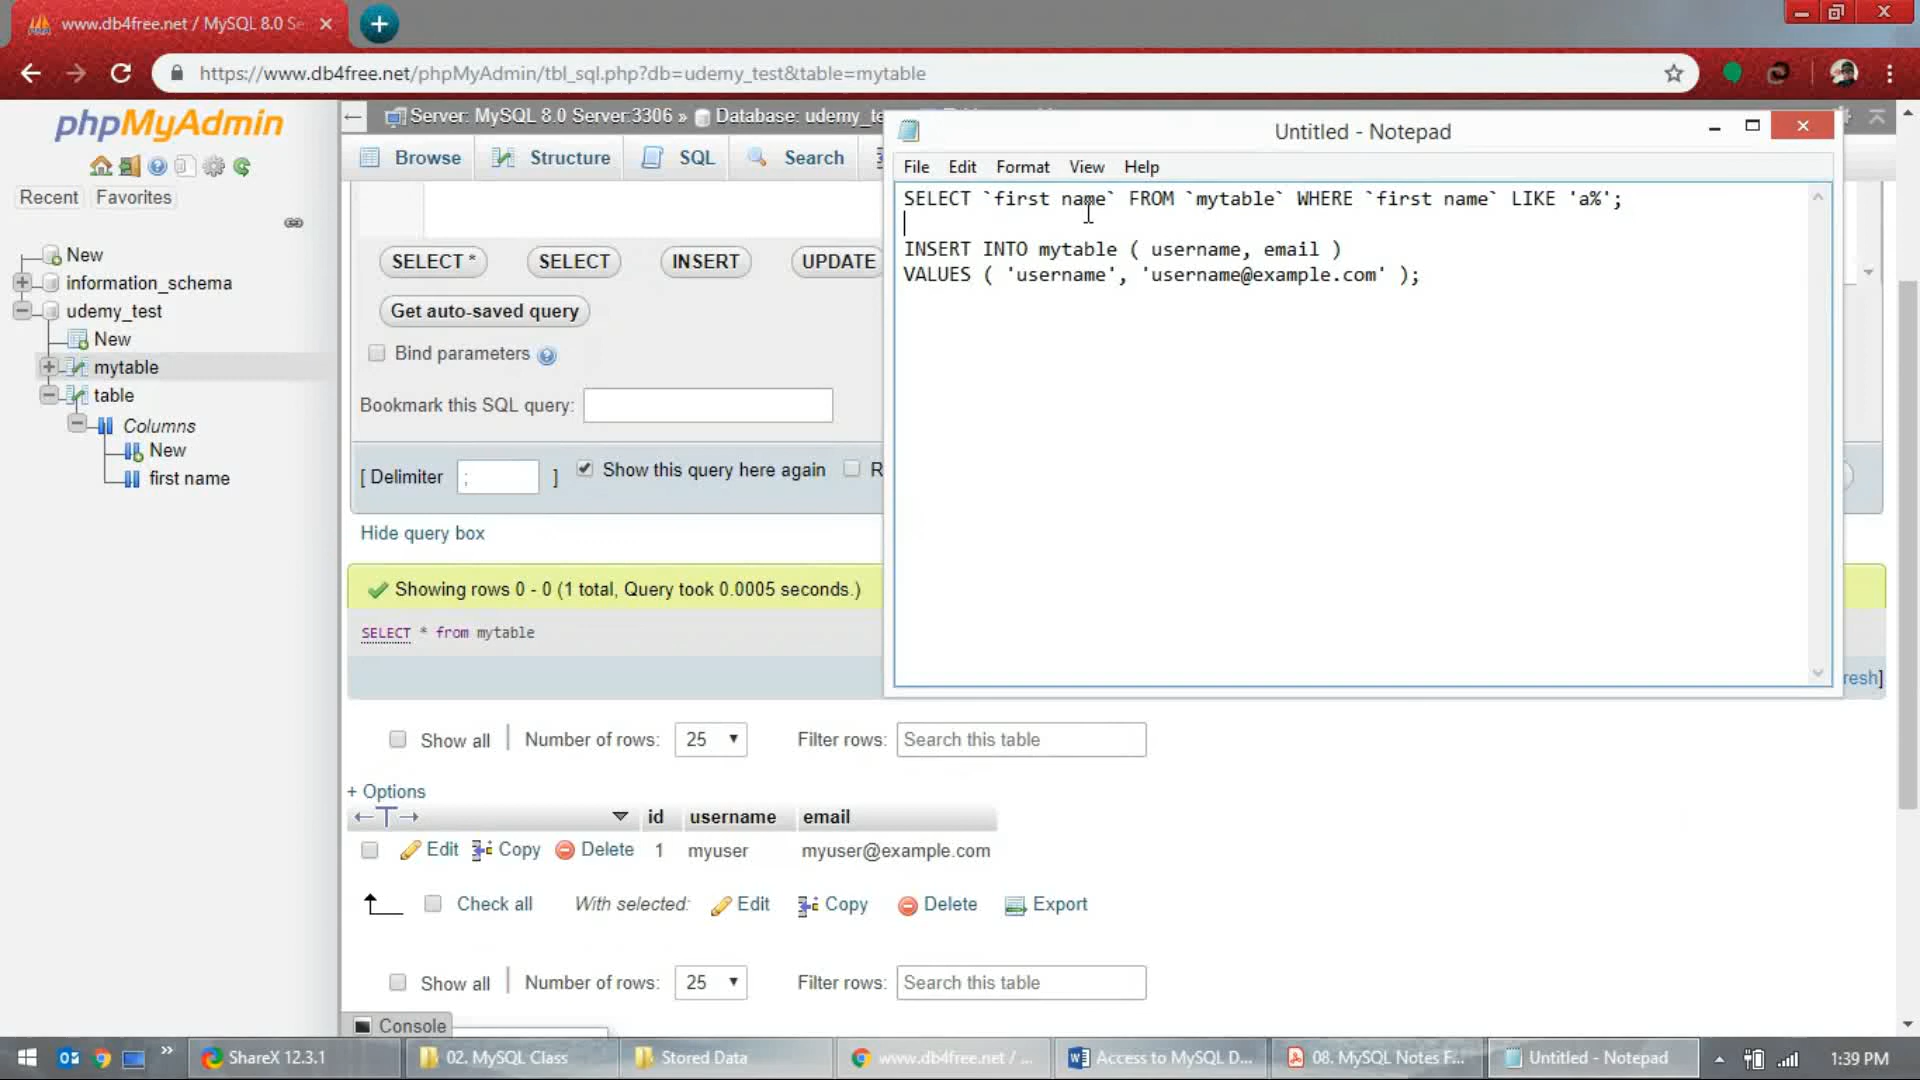 www.db4free.net / MySQL 8.0 Se
https://www.db4free.net/phpMyAdmin/tbl_sql.php?db=udemy_test&table=mytable
phpMyAdmin
Recent Favorites
New
information_schema
udemy_test
New
mytable
table
Columns
New
first name
Server: MySQL 8.0 Server:3306 » Database: udemy_te
Browse Structure SQL Search
SELECT * SELECT INSERT UPDATE
Get auto-saved query
Bind parameters
Bookmark this SQL query:
[ Delimiter ; ] Show this query here again R
Hide query box
Showing rows 0 - 0 (1 total, Query took 0.0005 seconds.)
SELECT * from mytable
resh]
Untitled - Notepad
File Edit Format View Help
SELECT `first name` FROM `mytable` WHERE `first name` LIKE 'a%';
INSERT INTO mytable ( username, email )
VALUES ( 'username', 'username@example.com' );
Show all Number of rows: 25 Filter rows: Search this table
+ Options
←T→ id username email
Edit Copy Delete 1 myuser myuser@example.com
Check all With selected: Edit Copy Delete Export
Show all Number of rows: 25 Filter rows: Search this table
Console
ShareX 12.3.1 02. MySQL Class Stored Data www.db4free.net / ... Access to MySQL D... 08. MySQL Notes F... Untitled - Notepad 1:39 PM